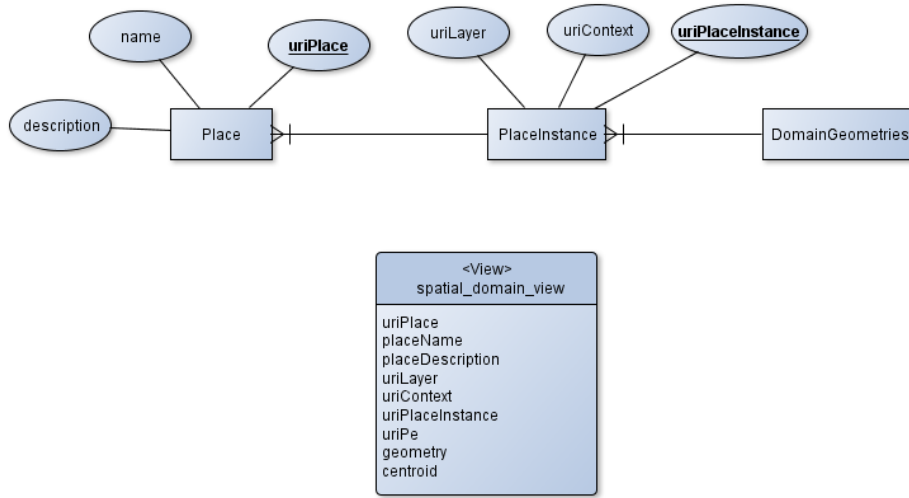 name
uriPlace
uriLayer
uriContext
uriPlaceInstance
description
Place
PlaceInstance
DomainGeometries
<View>
spatial_domain_view
uriPlace
placeName
placeDescription
uriLayer
uriContext
uriPlaceInstance
uriPe
geometry
centroid